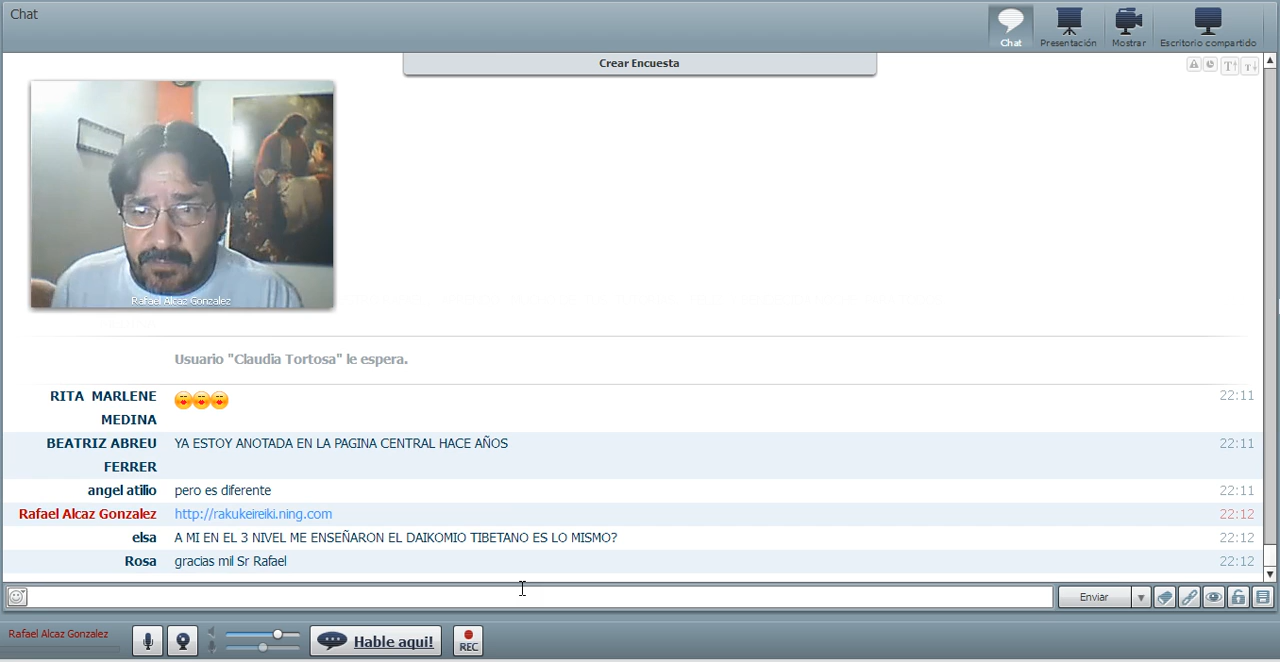 Chat
Chat
Presentación
Mostrar
Escritorio compartido
Crear Encuesta
Rafael Alcaz Gonzalez
Usuario "Claudia Tortosa" le espera.
RITA MARLENE MEDINA 22:11
BEATRIZ ABREU FERRER YA ESTOY ANOTADA EN LA PAGINA CENTRAL HACE AÑOS 22:11
angel atilio pero es diferente 22:11
Rafael Alcaz Gonzalez http://rakukeireiki.ning.com 22:12
elsa A MI EN EL 3 NIVEL ME ENSEÑARON EL DAIKOMIO TIBETANO ES LO MISMO? 22:12
Rosa gracias mil Sr Rafael 22:12
Enviar
Rafael Alcaz Gonzalez
Hable aquí!
REC